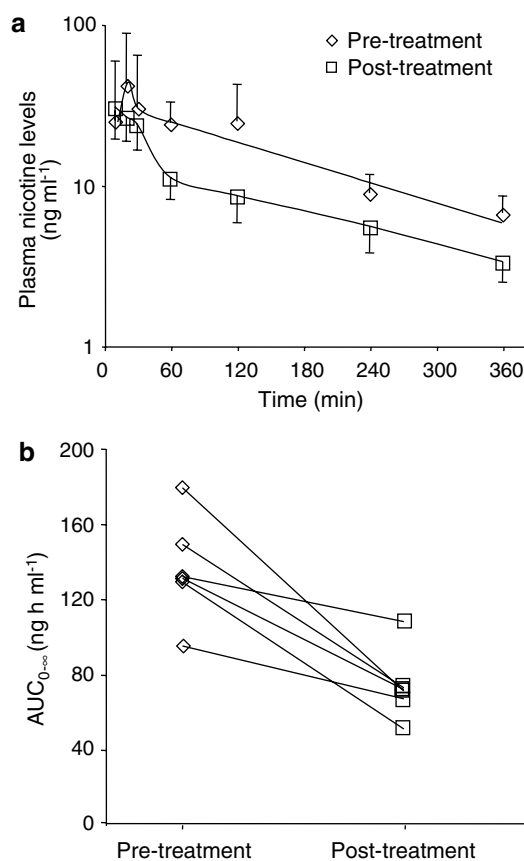 a
100
10
1
Plasma nicotine levels
(ng ml⁻¹)
Pre-treatment
Post-treatment
0 60 120 180 240 300 360
Time (min)
b
200
160
120
80
40
0
AUC₀₋∞ (ng h ml⁻¹)
Pre-treatment Post-treatment